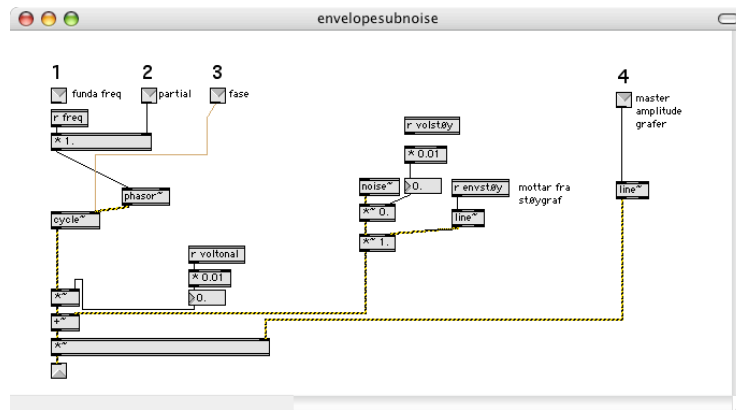 envelopesubnoise
1
2
3
4
funda freq
partial
fase
master
amplitude
grafer
r freq
* 1.
r volstøy
* 0.01
0.
phasor~
noise~
r envstøy
mottar fra
støygraf
line~
*~ 0.
line~
cycle~
*~ 1.
r voltonal
* 0.01
0.
*~
+~
*~